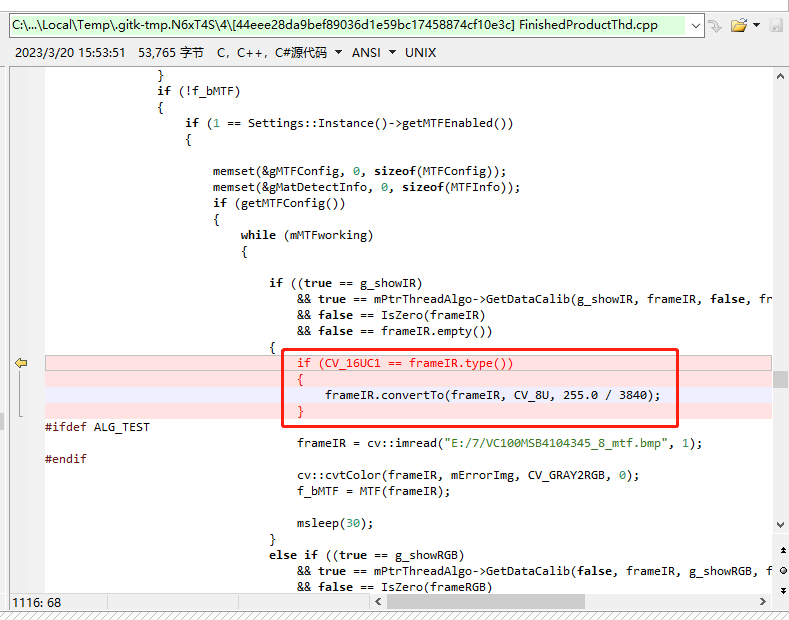 C:\...\Local\Temp\.gitk-tmp.N6xT4S\4\[44eee28da9bef89036d1e59bc17458874cf10e3c] FinishedProductThd.cpp
2023/3/20 15:53:51 53,765 字节 C, C++, C#源代码 ANSI UNIX
}
if (!f_bMTF)
{
if (1 == Settings::Instance()->getMTFEnabled())
{
memset(&gMTFConfig, 0, sizeof(MTFConfig));
memset(&gMatDetectInfo, 0, sizeof(MTFInfo));
if (getMTFConfig())
{
while (mMTFworking)
{
if ((true == g_showIR)
&& true == mPtrThreadAlgo->GetDataCalib(g_showIR, frameIR, false, fr
&& false == IsZero(frameIR)
&& false == frameIR.empty())
{
if (CV_16UC1 == frameIR.type())
{
frameIR.convertTo(frameIR, CV_8U, 255.0 / 3840);
}
#ifdef ALG_TEST
frameIR = cv::imread("E:/7/VC100MSB4104345_8_mtf.bmp", 1);
#endif
cv::cvtColor(frameIR, mErrorImg, CV_GRAY2RGB, 0);
f_bMTF = MTF(frameIR);
msleep(30);
}
else if ((true == g_showRGB)
&& true == mPtrThreadAlgo->GetDataCalib(false, frameIR, g_showRGB, f
&& false == IsZero(frameRGB)
1116: 68